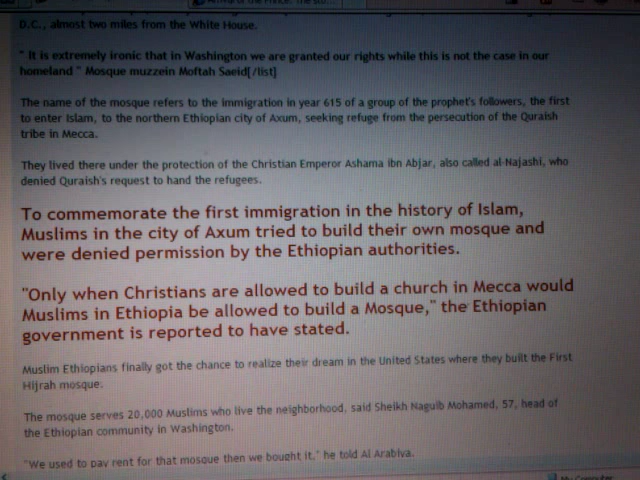 D.C., almost two miles from the White House.
" It is extremely ironic that in Washington we are granted our rights while this is not the case in our
homeland " Mosque muzzein Moftah Saeid[/list]
The name of the mosque refers to the immigration in year 615 of a group of the prophet's followers, the first
to enter Islam, to the northern Ethiopian city of Axum, seeking refuge from the persecution of the Quraish
tribe in Mecca.
They lived there under the protection of the Christian Emperor Ashama ibn Abjar, also called al-Najashi, who
denied Quraish's request to hand the refugees.
To commemorate the first immigration in the history of Islam,
Muslims in the city of Axum tried to build their own mosque and
were denied permission by the Ethiopian authorities.
"Only when Christians are allowed to build a church in Mecca would
Muslims in Ethiopia be allowed to build a Mosque," the Ethiopian
government is reported to have stated.
Muslim Ethiopians finally got the chance to realize their dream in the United States where they built the First
Hijrah mosque.
The mosque serves 20,000 Muslims who live the neighborhood, said Sheikh Naguib Mohamed, 57, head of
the Ethiopian community in Washington.
"We used to pay rent for that mosque then we bought it," he told Al Arabiya.
My Computer